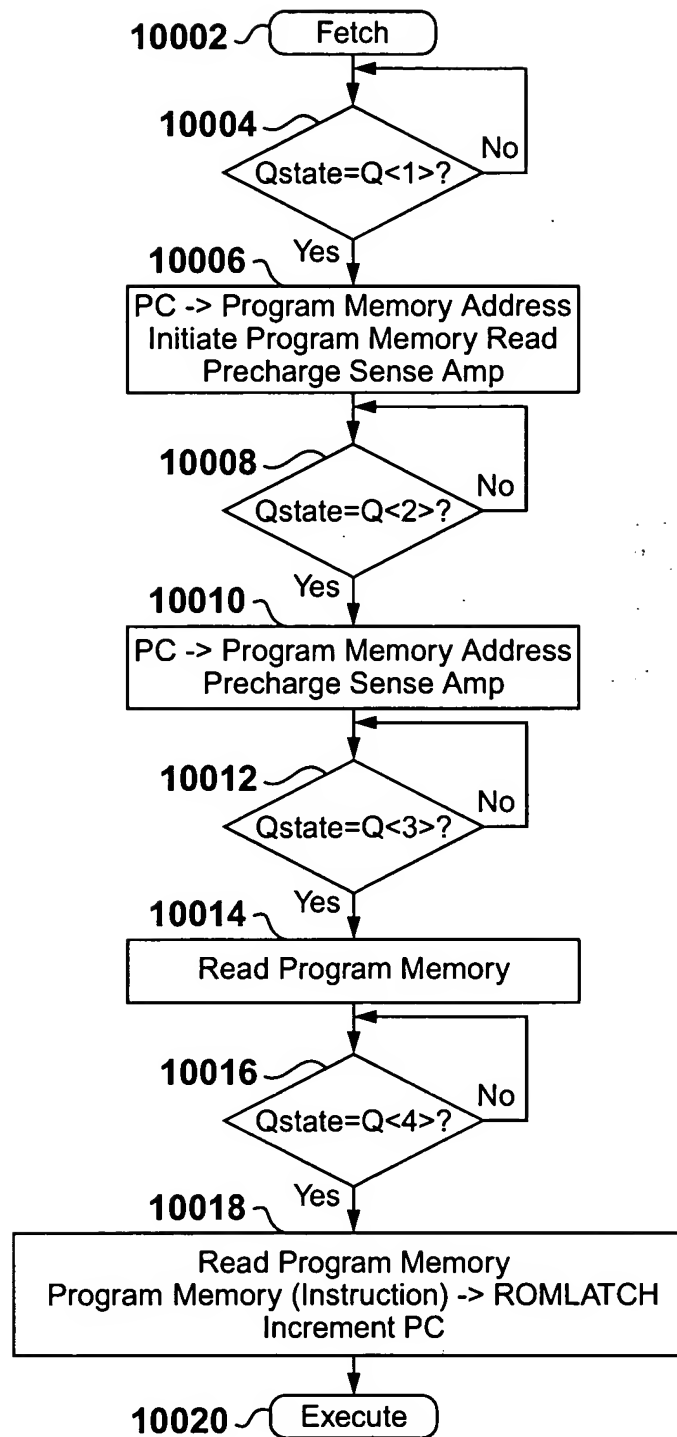 10002 Fetch
10004
Qstate=Q<1>?
No
Yes
10006
PC -> Program Memory Address
Initiate Program Memory Read
Precharge Sense Amp
10008
Qstate=Q<2>?
No
Yes
10010
PC -> Program Memory Address
Precharge Sense Amp
10012
Qstate=Q<3>?
No
Yes
10014
Read Program Memory
10016
Qstate=Q<4>?
No
Yes
10018
Read Program Memory
Program Memory (Instruction) -> ROMLATCH
Increment PC
10020 Execute